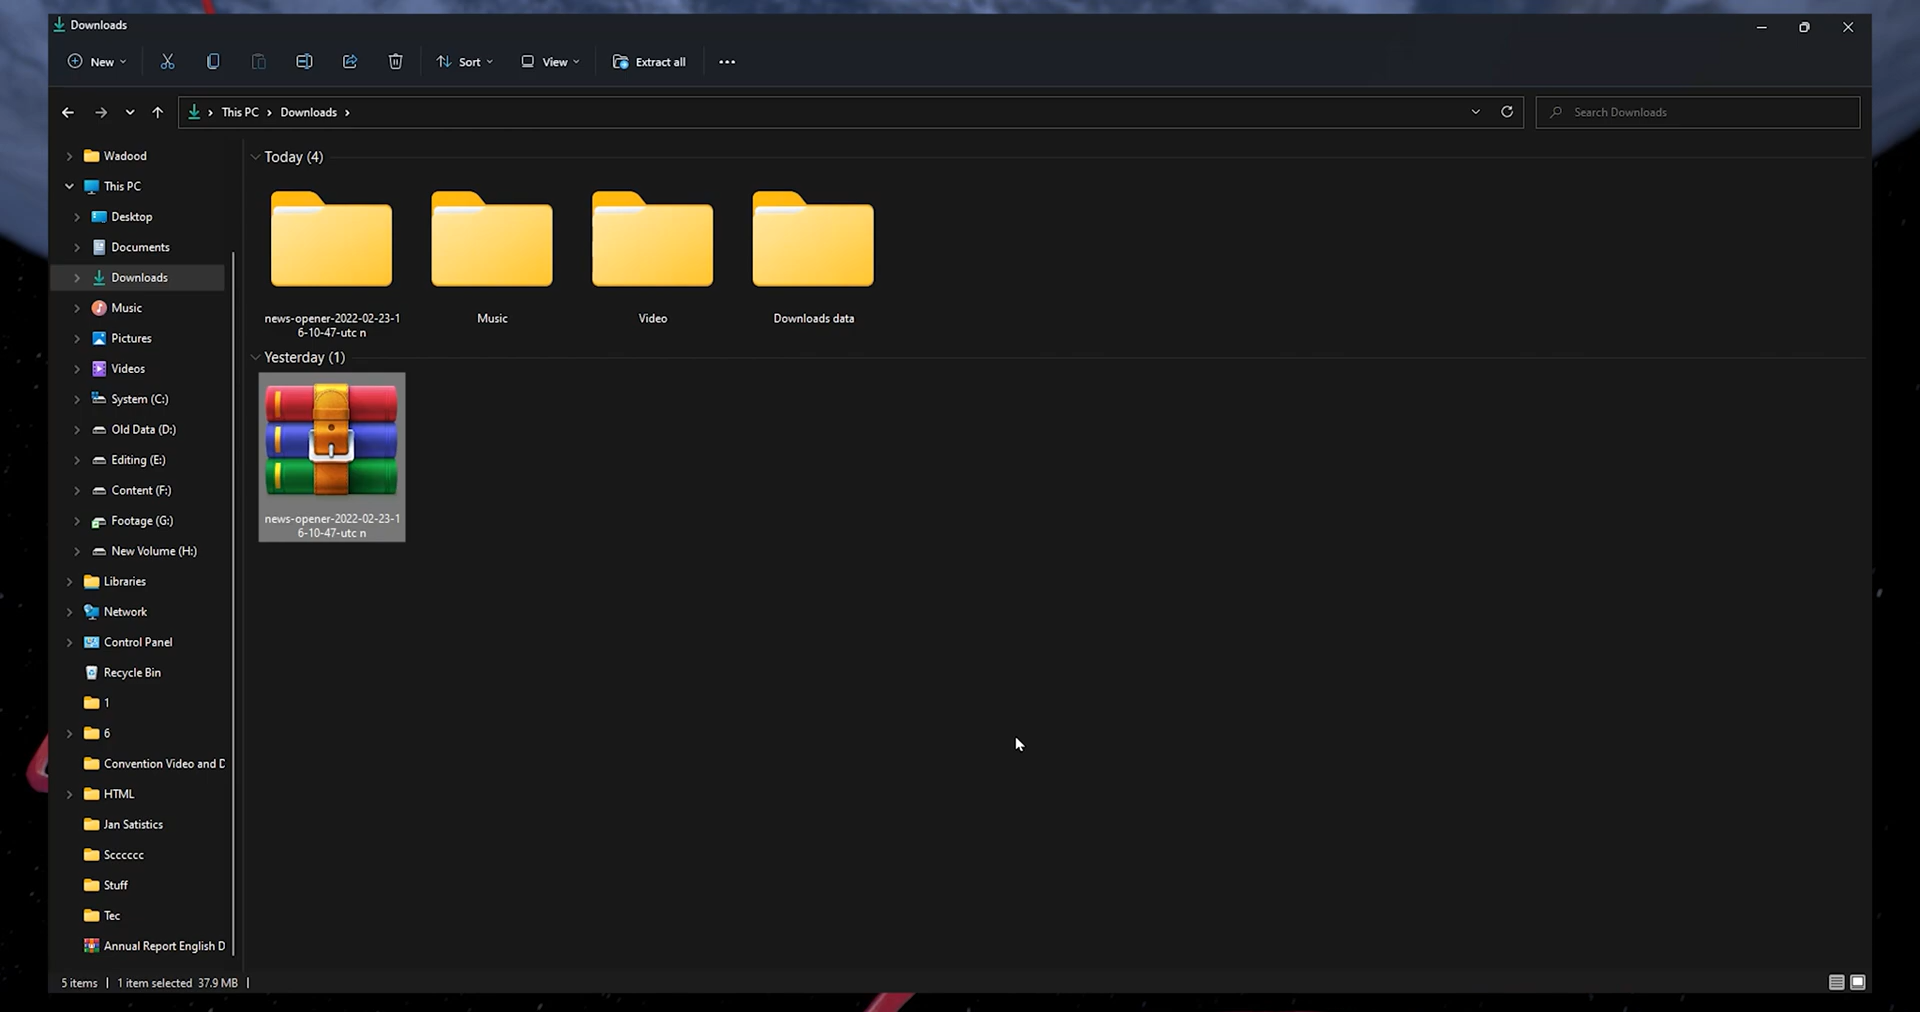 Downloads
New
Sort
View
Extract all
This PC
Downloads
Search Downloads
Wadood
This PC
Desktop
Documents
Downloads
Music
Pictures
Videos
System (C:)
Old Data (D:)
Editing (E:)
Content (F:)
Footage (G:)
New Volume (H:)
Libraries
Network
Control Panel
Recycle Bin
1
6
Convention Video and D
HTML
Jan Satistics
Scccccc
Stuff
Tec
Annual Report English D
Today (4)
news-opener-2022-02-23-1
6-10-47-utc n
Music
Video
Downloads data
Yesterday (1)
news-opener-2022-02-23-1
6-10-47-utc n
5 items
1 item selected 37.9 MB